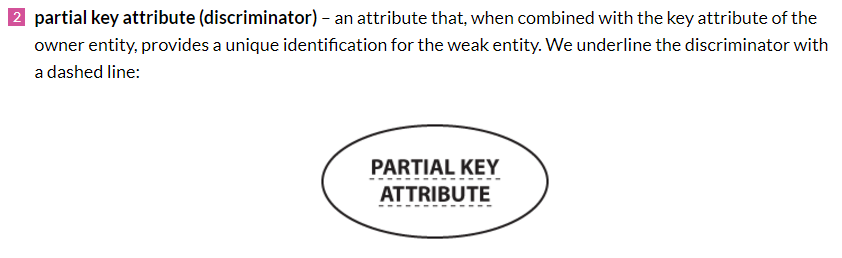 2 partial key attribute (discriminator) – an attribute that, when combined with the key attribute of the
owner entity, provides a unique identification for the weak entity. We underline the discriminator with
a dashed line:
PARTIAL KEY
ATTRIBUTE